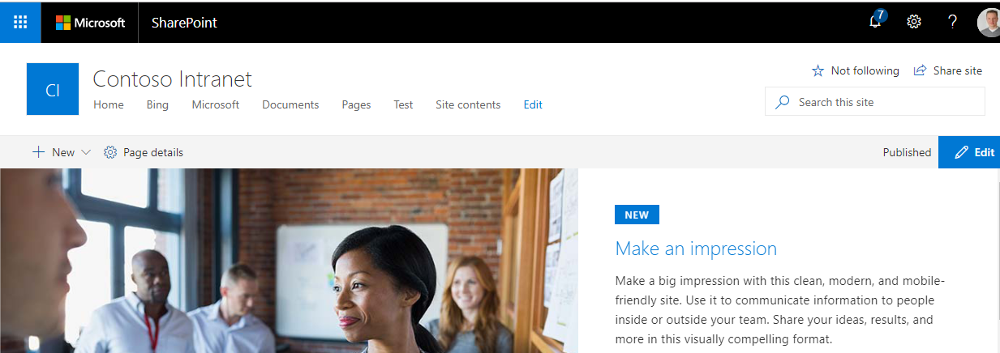 Microsoft SharePoint 7 ?
CI Contoso Intranet Not following Share site
Home Bing Microsoft Documents Pages Test Site contents Edit Search this site
New Page details Published Edit
NEW
Make an impression
Make a big impression with this clean, modern, and mobile-
friendly site. Use it to communicate information to people
inside or outside your team. Share your ideas, results, and
more in this visually compelling format.